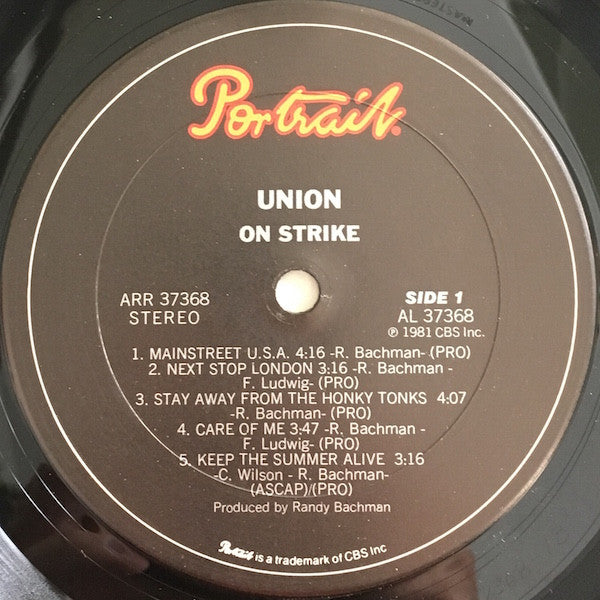 Portrait
UNION
ON STRIKE
ARR 37368
STEREO
SIDE 1
AL 37368
℗ 1981 CBS Inc.
1. MAINSTREET U.S.A. 4:16 -R. Bachman- (PRO)
2. NEXT STOP LONDON 3:16 -R. Bachman -
F. Ludwig- (PRO)
3. STAY AWAY FROM THE HONKY TONKS 4:07
-R. Bachman- (PRO)
4. CARE OF ME 3:47 -R. Bachman -
F. Ludwig- (PRO)
5. KEEP THE SUMMER ALIVE 3:16
-C. Wilson - R. Bachman-
(ASCAP)/(PRO)
Produced by Randy Bachman
Portrait is a trademark of CBS Inc